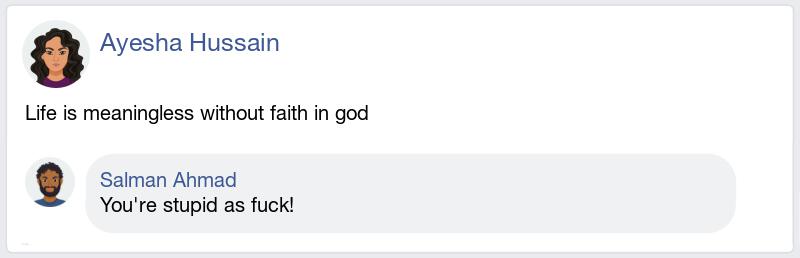 Ayesha Hussain
Life is meaningless without faith in god
Salman Ahmad
You're stupid as fuck!